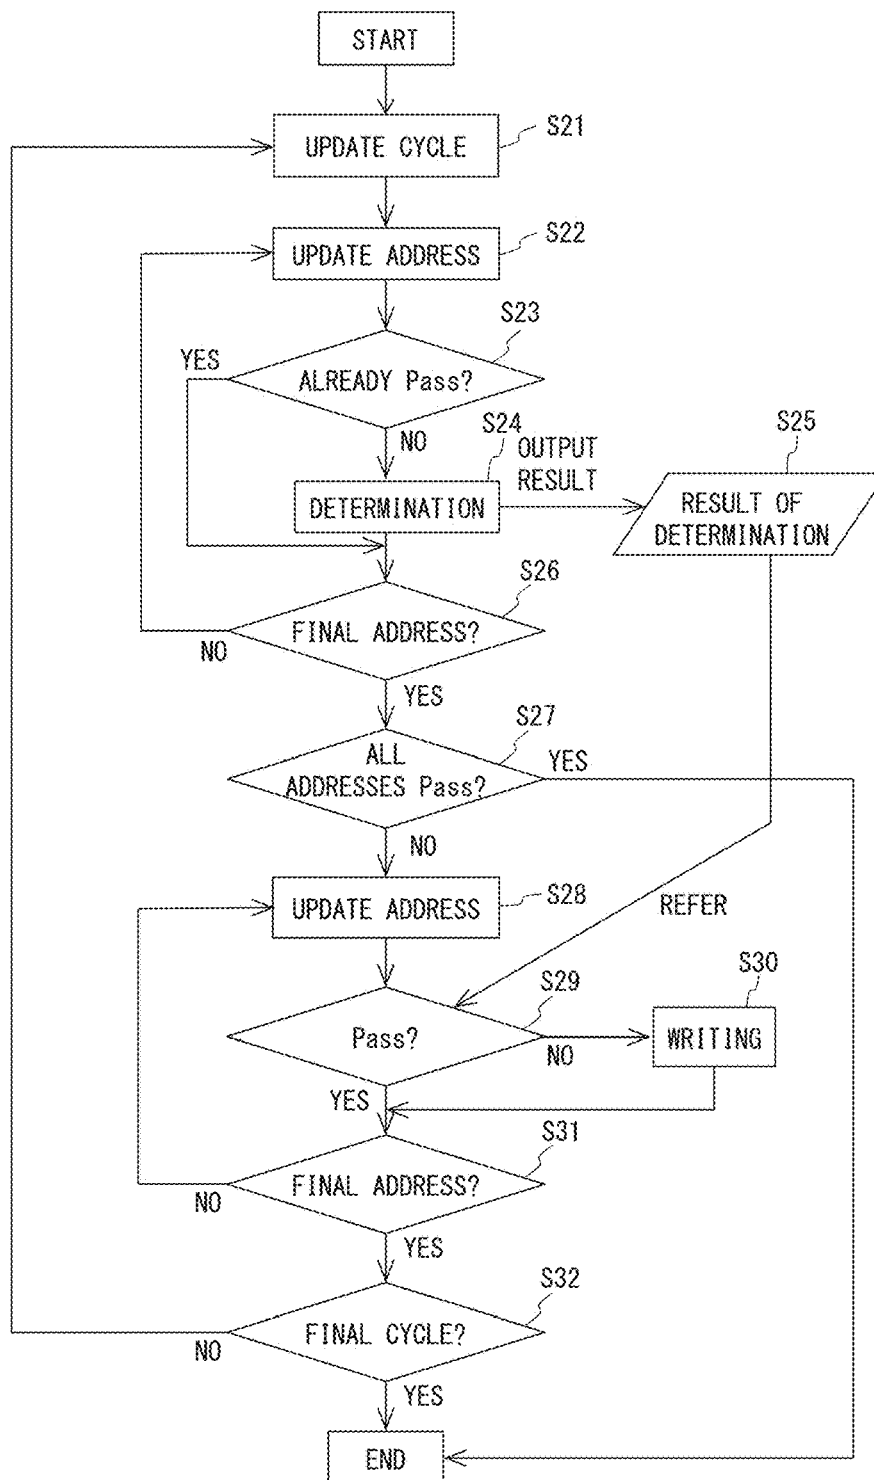 START
S21
UPDATE CYCLE
S22
UPDATE ADDRESS
S23
YES
ALREADY Pass?
NO
S24
OUTPUT
RESULT
S25
DETERMINATION
RESULT OF
DETERMINATION
S26
FINAL ADDRESS?
NO
YES
S27
ALL
ADDRESSES Pass?
YES
NO
S28
UPDATE ADDRESS
REFER
S29
S30
Pass?
NO
WRITING
YES
S31
FINAL ADDRESS?
NO
YES
S32
FINAL CYCLE?
NO
YES
END